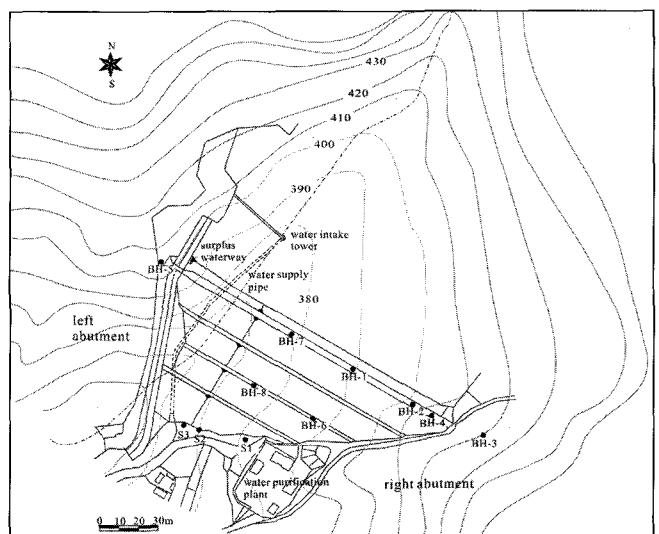 N
S
430
420
410
400
390
water intake
tower
surplus
waterway
BH-5
water supply
pipe
380
left
abutment
BH-7
BH-1
BH-8
BH-2
BH-4
BH-6
BH-3
S3
S2
S1
water purification
plant
right abutment
0 10 20 30m